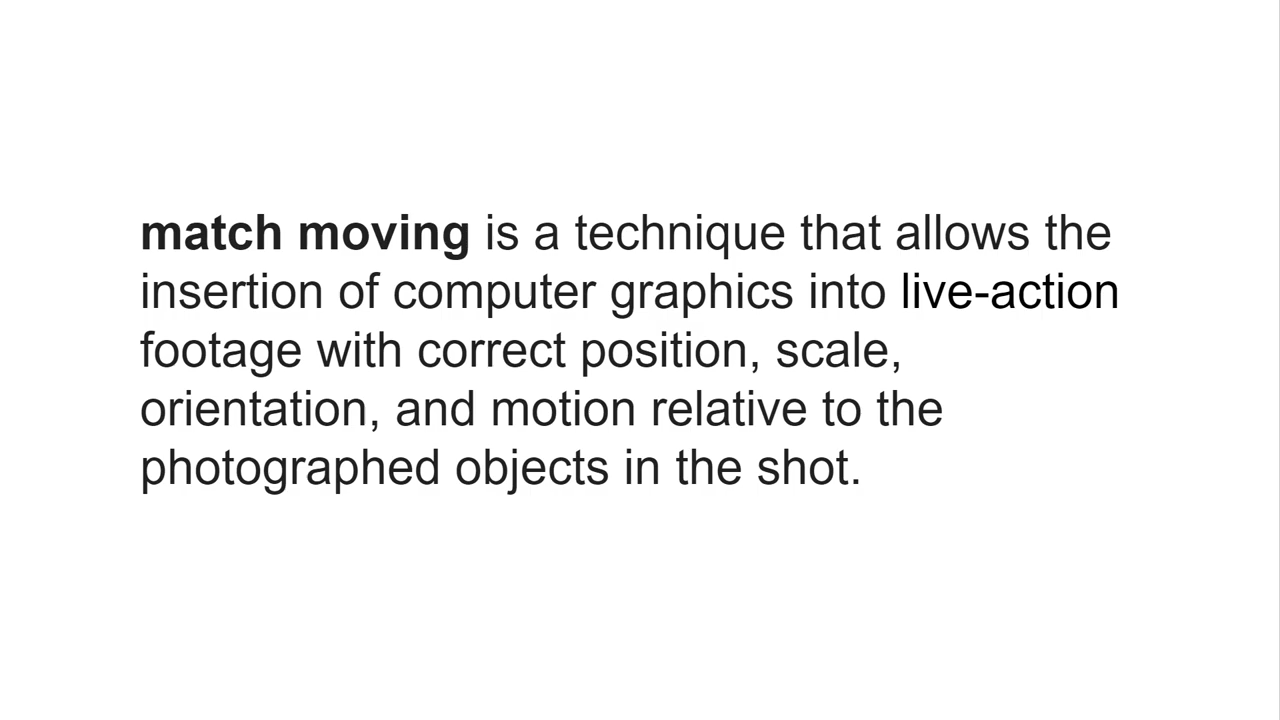 match moving is a technique that allows the
insertion of computer graphics into live-action
footage with correct position, scale,
orientation, and motion relative to the
photographed objects in the shot.